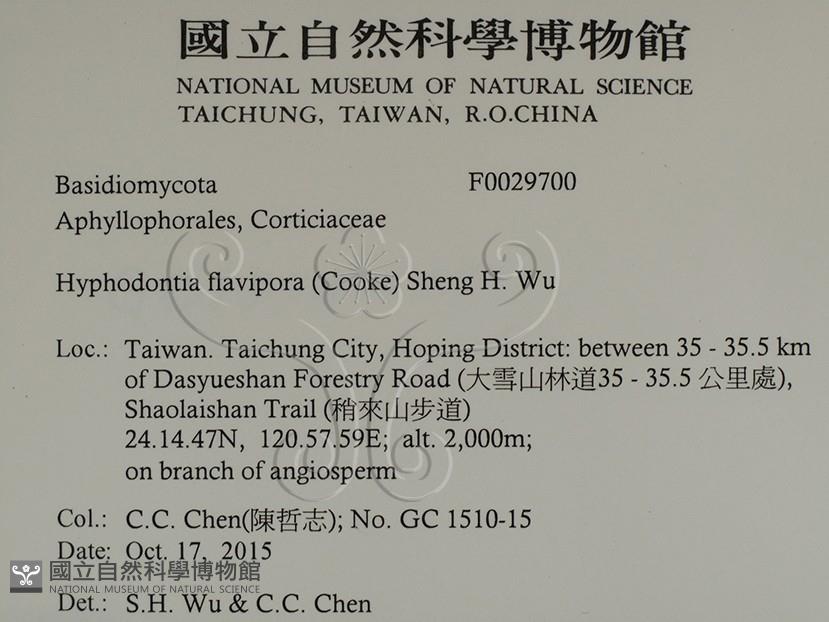 國立自然科學博物館
NATIONAL MUSEUM OF NATURAL SCIENCE
TAICHUNG, TAIWAN, R.O.CHINA
Basidiomycota F0029700
Aphyllophorales, Corticiaceae
Hyphodontia flavipora (Cooke) Sheng H. Wu
Loc.: Taiwan. Taichung City, Hoping District: between 35 - 35.5 km
of Dasyueshan Forestry Road (大雪山林道35 - 35.5 公里處),
Shaolaishan Trail (稍來山步道)
24.14.47N, 120.57.59E; alt. 2,000m;
on branch of angiosperm
Col.: C.C. Chen(陳哲志); No. GC 1510-15
Date: Oct. 17, 2015
國立自然科學博物館
NATIONAL MUSEUM OF NATURAL SCIENCE
Det.: S.H. Wu & C.C. Chen